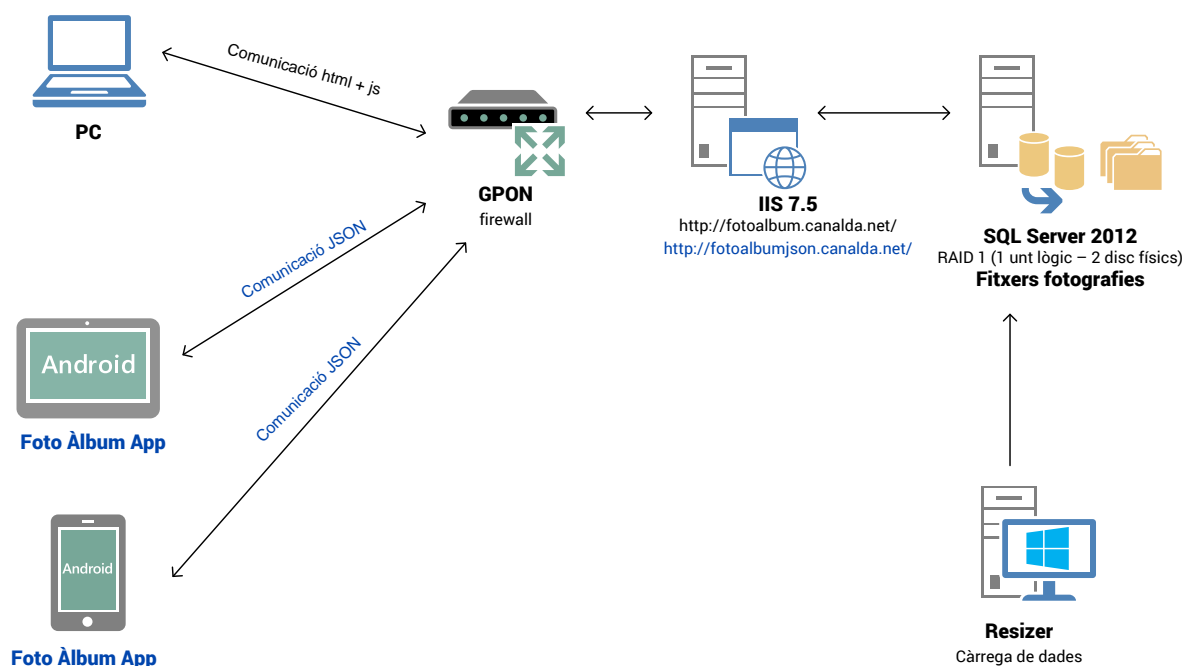 Comunicació html + js
PC
GPON
firewall
IIS 7.5
http://fotoalbum.canalda.net/
http://fotoalbumjson.canalda.net/
SQL Server 2012
RAID 1 (1 unt lògic – 2 disc físics)
Fitxers fotografies
Comunicació JSON
Android
Foto Àlbum App
Comunicació JSON
Android
Foto Àlbum App
Resizer
Càrrega de dades